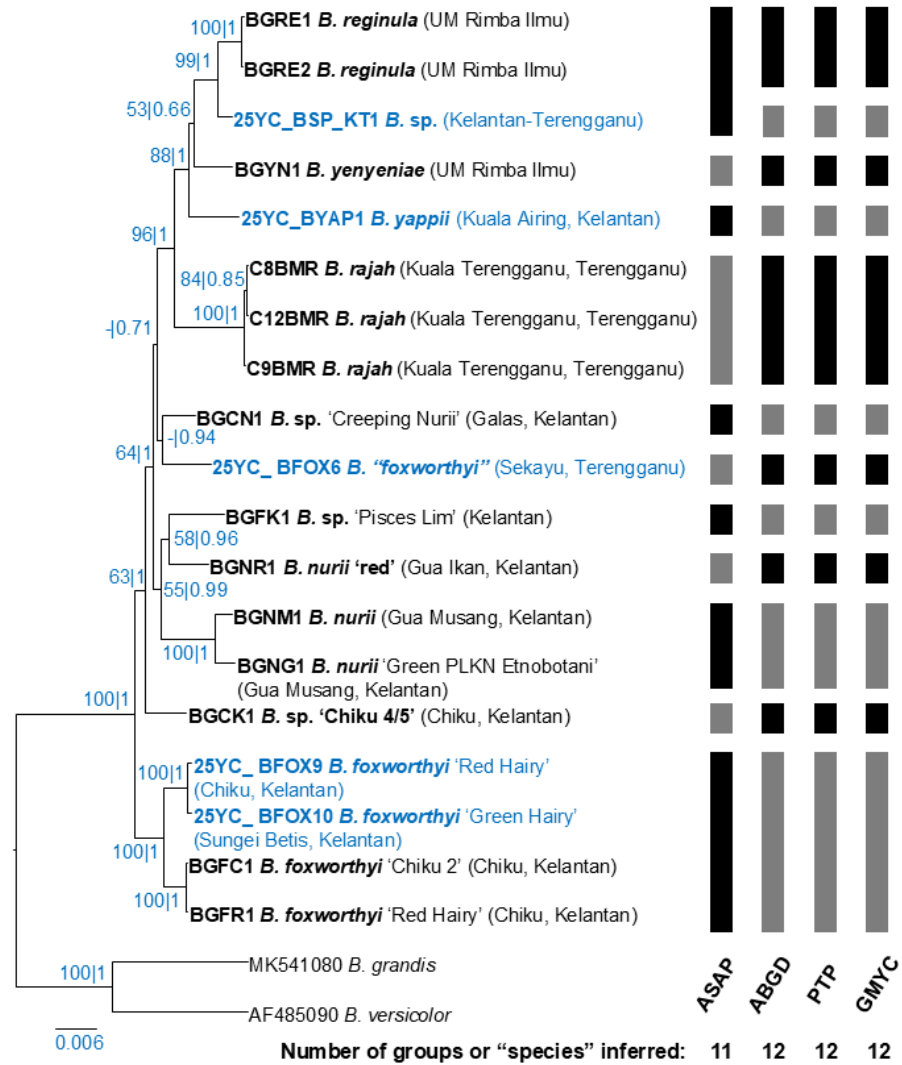 100|1
BGRE1 B. reginula (UM Rimba Ilmu)
99|1
BGRE2 B. reginula (UM Rimba Ilmu)
53|0.66
25YC_BSP_KT1 B. sp. (Kelantan-Terengganu)
88|1
BGYN1 B. yenyeniae (UM Rimba Ilmu)
25YC_BYAP1 B. yappii (Kuala Airing, Kelantan)
96|1
C8BMR B. rajah (Kuala Terengganu, Terengganu)
84|0.85
100|1
C12BMR B. rajah (Kuala Terengganu, Terengganu)
-|0.71
C9BMR B. rajah (Kuala Terengganu, Terengganu)
BGCN1 B. sp. ‘Creeping Nurii’ (Galas, Kelantan)
-|0.94
64|1
25YC_ BFOX6 B. “foxworthyi” (Sekayu, Terengganu)
BGFK1 B. sp. ‘Pisces Lim’ (Kelantan)
58|0.96
BGNR1 B. nurii ‘red’ (Gua Ikan, Kelantan)
63|1
55|0.99
BGNM1 B. nurii (Gua Musang, Kelantan)
100|1
BGNG1 B. nurii ‘Green PLKN Etnobotani’
(Gua Musang, Kelantan)
100|1
BGCK1 B. sp. ‘Chiku 4/5’ (Chiku, Kelantan)
100|1
25YC_ BFOX9 B. foxworthyi ‘Red Hairy’
(Chiku, Kelantan)
25YC_ BFOX10 B. foxworthyi ‘Green Hairy’
(Sungei Betis, Kelantan)
100|1
BGFC1 B. foxworthyi ‘Chiku 2’ (Chiku, Kelantan)
100|1
BGFR1 B. foxworthyi ‘Red Hairy’ (Chiku, Kelantan)
100|1
MK541080 B. grandis
AF485090 B. versicolor
0.006
ASAP
ABGD
PTP
GMYC
Number of groups or “species” inferred: 11 12 12 12